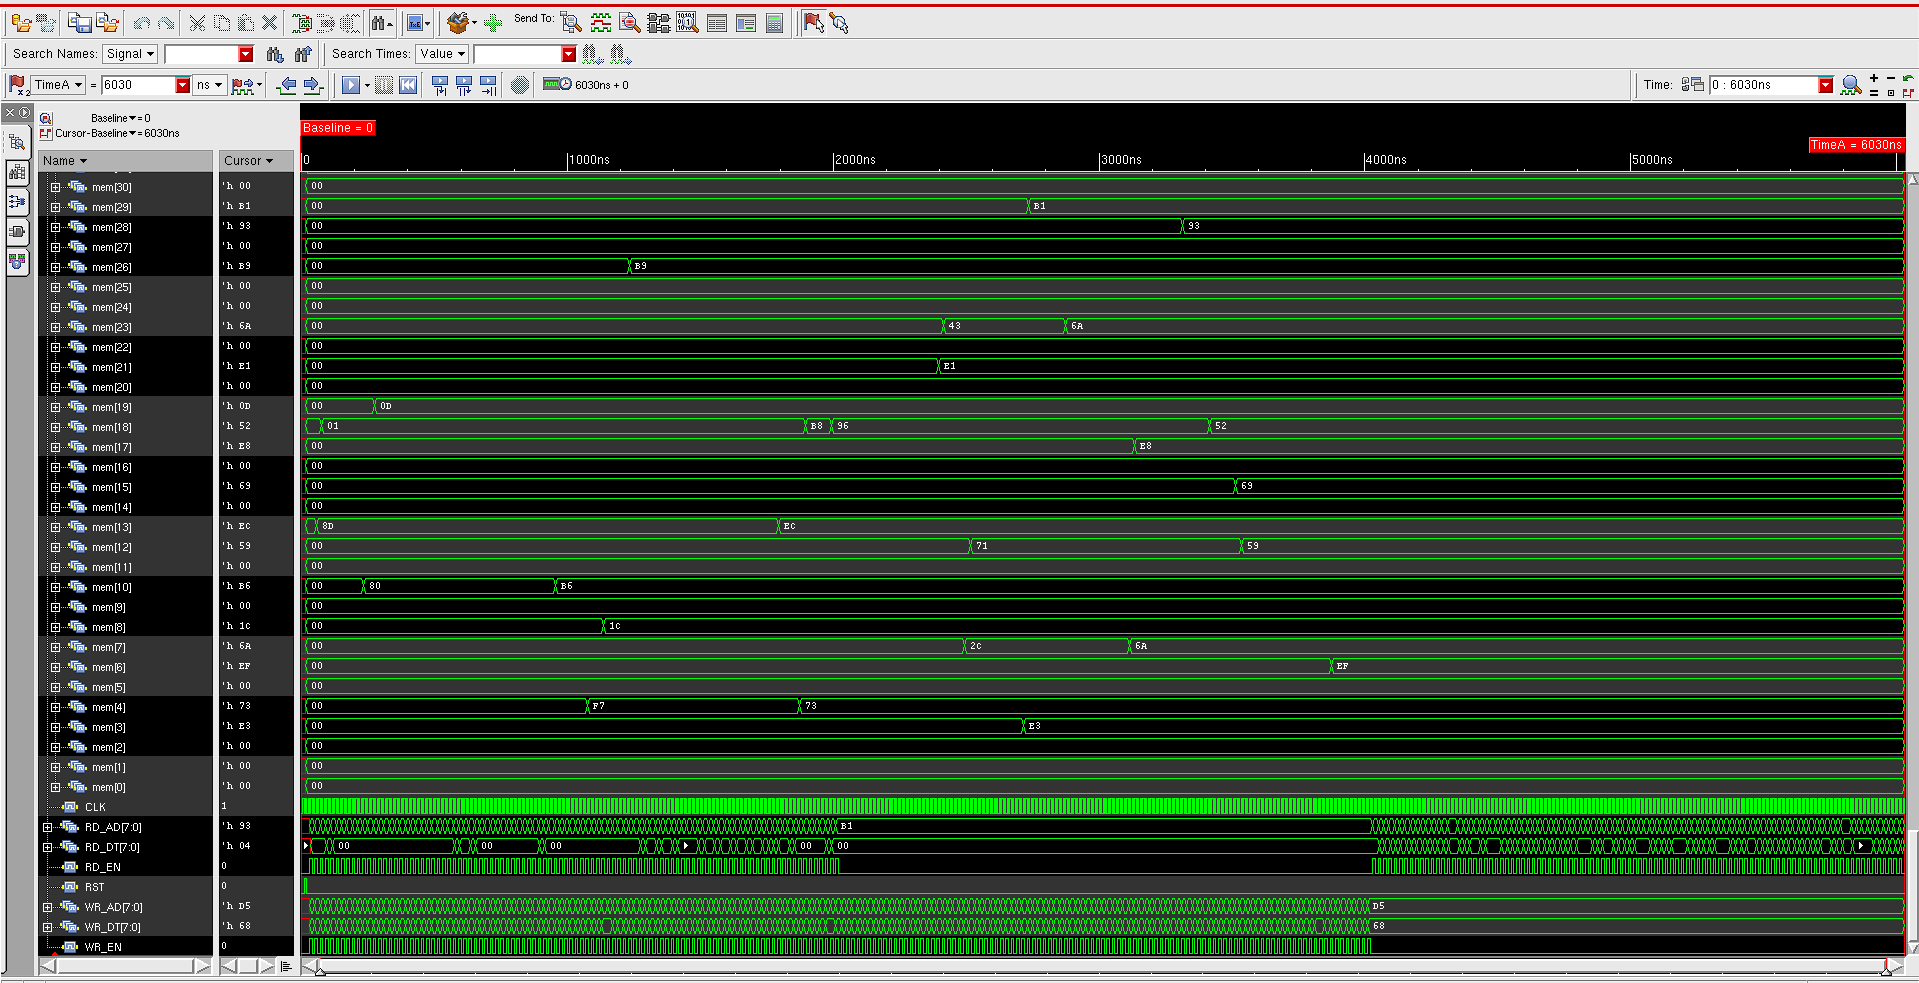 Send To:
Search Names: Signal Search Times: Value
TimeA = 6030 ns 6030ns + 0 Time: 0 : 6030ns
Baseline = 0
Cursor-Baseline = 6030ns
Baseline = 0
TimeA = 6030ns
Name Cursor 0 1000ns 2000ns 3000ns 4000ns 5000ns
mem[30] 'h 00 00
mem[29] 'h B1 00 B1
mem[28] 'h 93 00 93
mem[27] 'h 00 00
mem[26] 'h B9 00 B9
mem[25] 'h 00 00
mem[24] 'h 00 00
mem[23] 'h 6A 00 43 6A
mem[22] 'h 00 00
mem[21] 'h E1 00 E1
mem[20] 'h 00 00
mem[19] 'h 0D 00 0D
mem[18] 'h 52 01 B8 96 52
mem[17] 'h E8 00 E8
mem[16] 'h 00 00
mem[15] 'h 69 00 69
mem[14] 'h 00 00
mem[13] 'h EC 8D EC
mem[12] 'h 59 00 71 59
mem[11] 'h 00 00
mem[10] 'h B6 00 80 B6
mem[9] 'h 00 00
mem[8] 'h 1C 00 1C
mem[7] 'h 6A 00 2C 6A
mem[6] 'h EF 00 EF
mem[5] 'h 00 00
mem[4] 'h 73 00 F7 73
mem[3] 'h E3 00 E3
mem[2] 'h 00 00
mem[1] 'h 00 00
mem[0] 'h 00 00
CLK 1
RD_AD[7:0] 'h 93 B1
RD_DT[7:0] 'h 04 00 00 00 00 00
RD_EN 0
RST 0
WR_AD[7:0] 'h D5 D5
WR_DT[7:0] 'h 68 68
WR_EN 0